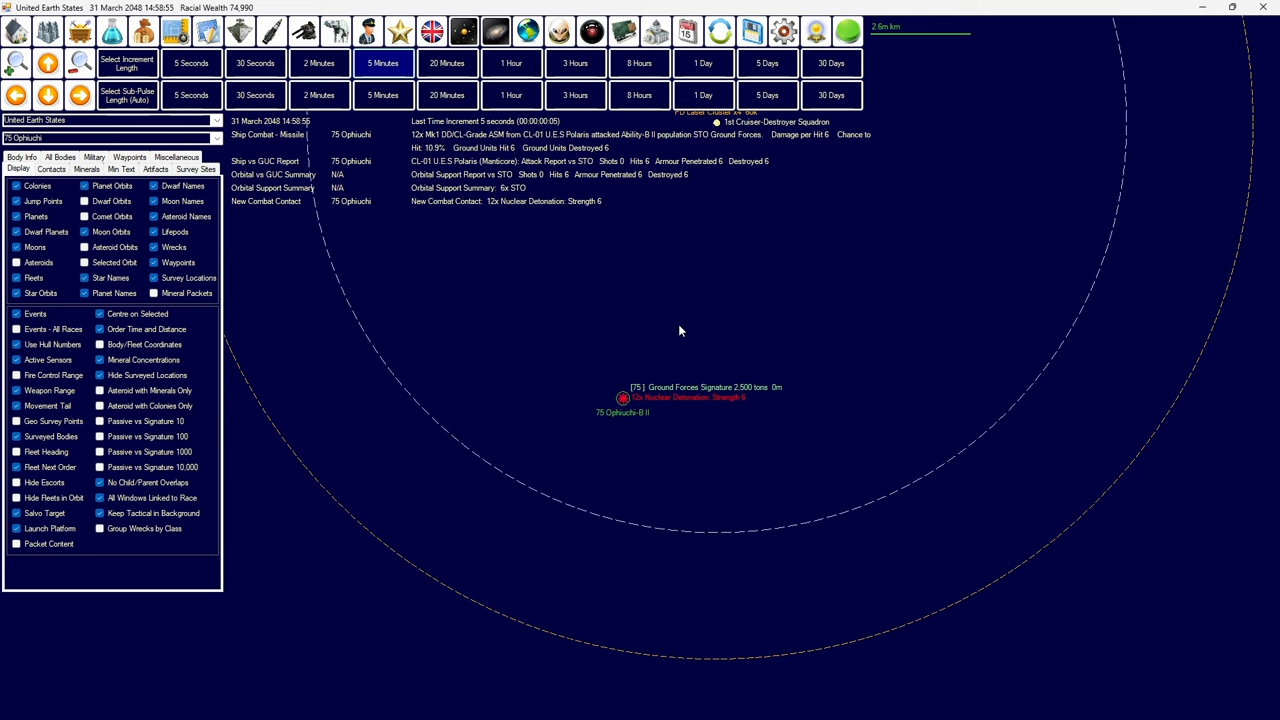 United Earth States   31 March 2048 14:58:55   Racial Wealth 74,990
2.6m km
Select Increment Length
5 Seconds
30 Seconds
2 Minutes
5 Minutes
20 Minutes
1 Hour
3 Hours
8 Hours
1 Day
5 Days
30 Days
Select Sub-Pulse Length (Auto)
5 Seconds
30 Seconds
2 Minutes
5 Minutes
20 Minutes
1 Hour
3 Hours
8 Hours
1 Day
5 Days
30 Days
United Earth States
75 Ophiuchi
PD Laser Cluster x4 60k
1st Cruiser-Destroyer Squadron
31 March 2048 14:58:55   Last Time Increment 5 seconds (00:00:00:05)
Ship Combat - Missile   75 Ophiuchi   12x Mk1 DD/CL-Grade ASM from CL-01 U.E.S Polaris attacked Ability-B II population STO Ground Forces.   Damage per Hit 6   Chance to
Hit: 10.9%   Ground Units Hit 6   Ground Units Destroyed 6
Ship vs GUC Report   75 Ophiuchi   CL-01 U.E.S Polaris (Manticore): Attack Report vs STO   Shots 0   Hits 6   Armour Penetrated 6   Destroyed 6
Orbital vs GUC Summary   N/A   Orbital Support Report vs STO   Shots 0   Hits 6   Armour Penetrated 6   Destroyed 6
Orbital Support Summary   N/A   Orbital Support Summary:  6x STO
New Combat Contact   75 Ophiuchi   New Combat Contact:  12x Nuclear Detonation: Strength 6
Body Info   All Bodies   Military   Waypoints   Miscellaneous
Display   Contacts   Minerals   Min Text   Artifacts   Survey Sites
Colonies   Planet Orbits   Dwarf Names
Jump Points   Dwarf Orbits   Moon Names
Planets   Comet Orbits   Asteroid Names
Dwarf Planets   Moon Orbits   Lifepods
Moons   Asteroid Orbits   Wrecks
Asteroids   Selected Orbit   Waypoints
Fleets   Star Names   Survey Locations
Star Orbits   Planet Names   Mineral Packets
Events   Centre on Selected
Events - All Races   Order Time and Distance
Use Hull Numbers   Body/Fleet Coordinates
Active Sensors   Mineral Concentrations
Fire Control Range   Hide Surveyed Locations
Weapon Range   Asteroid with Minerals Only
Movement Tail   Asteroid with Colonies Only
Geo Survey Points   Passive vs Signature 10
Surveyed Bodies   Passive vs Signature 100
Fleet Heading   Passive vs Signature 1000
Fleet Next Order   Passive vs Signature 10,000
Hide Escorts   No Child/Parent Overlaps
Hide Fleets in Orbit   All Windows Linked to Race
Salvo Target   Keep Tactical in Background
Launch Platform   Group Wrecks by Class
Packet Content
[75 ]  Ground Forces Signature 2,500 tons  0m
12x Nuclear Detonation: Strength 6
75 Ophiuchi-B II